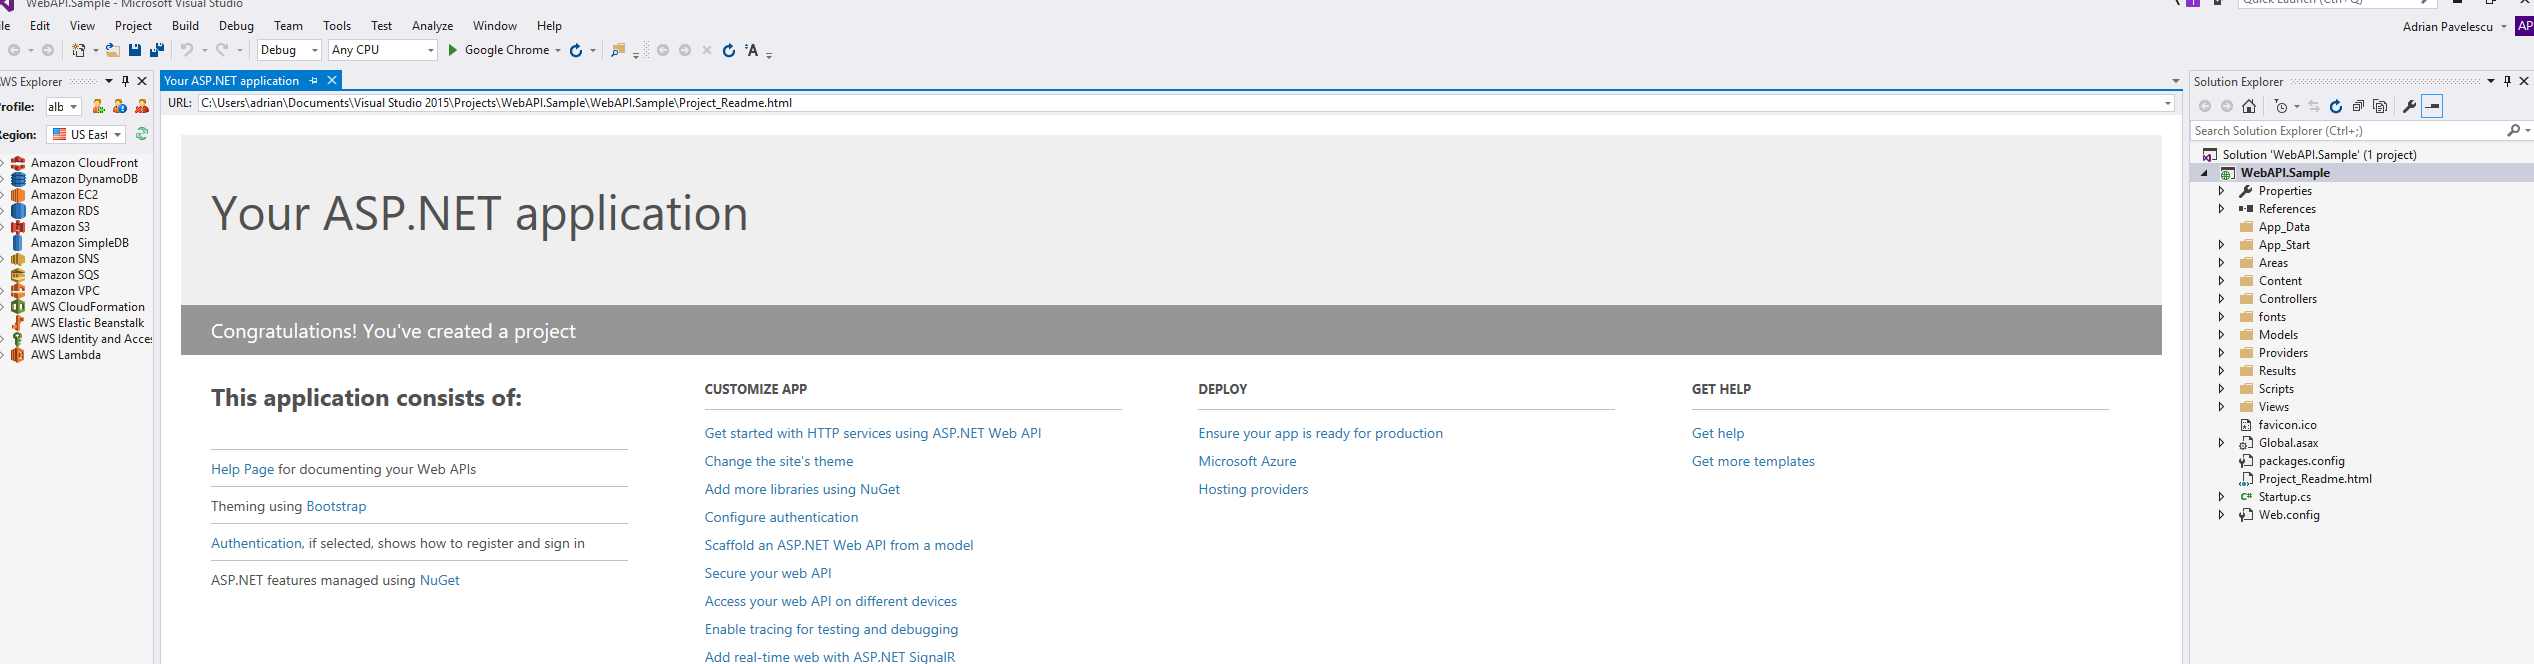 WebAPI.Sample - Microsoft Visual Studio
Quick Launch (Ctrl+Q)
Edit View Project Build Debug Team Tools Test Analyze Window Help
Adrian Pavelescu AP
Debug Any CPU Google Chrome
AWS Explorer
Profile: alb
Region: US East
Amazon CloudFront
Amazon DynamoDB
Amazon EC2
Amazon RDS
Amazon S3
Amazon SimpleDB
Amazon SNS
Amazon SQS
Amazon VPC
AWS CloudFormation
AWS Elastic Beanstalk
AWS Identity and Acces
AWS Lambda
Your ASP.NET application
URL: C:\Users\adrian\Documents\Visual Studio 2015\Projects\WebAPI.Sample\WebAPI.Sample\Project_Readme.html
Your ASP.NET application
Congratulations! You've created a project
This application consists of:
Help Page for documenting your Web APIs
Theming using Bootstrap
Authentication, if selected, shows how to register and sign in
ASP.NET features managed using NuGet
CUSTOMIZE APP
Get started with HTTP services using ASP.NET Web API
Change the site's theme
Add more libraries using NuGet
Configure authentication
Scaffold an ASP.NET Web API from a model
Secure your web API
Access your web API on different devices
Enable tracing for testing and debugging
Add real-time web with ASP.NET SignalR
DEPLOY
Ensure your app is ready for production
Microsoft Azure
Hosting providers
GET HELP
Get help
Get more templates
Solution Explorer
Search Solution Explorer (Ctrl+;)
Solution 'WebAPI.Sample' (1 project)
WebAPI.Sample
Properties
References
App_Data
App_Start
Areas
Content
Controllers
fonts
Models
Providers
Results
Scripts
Views
favicon.ico
Global.asax
packages.config
Project_Readme.html
C# Startup.cs
Web.config